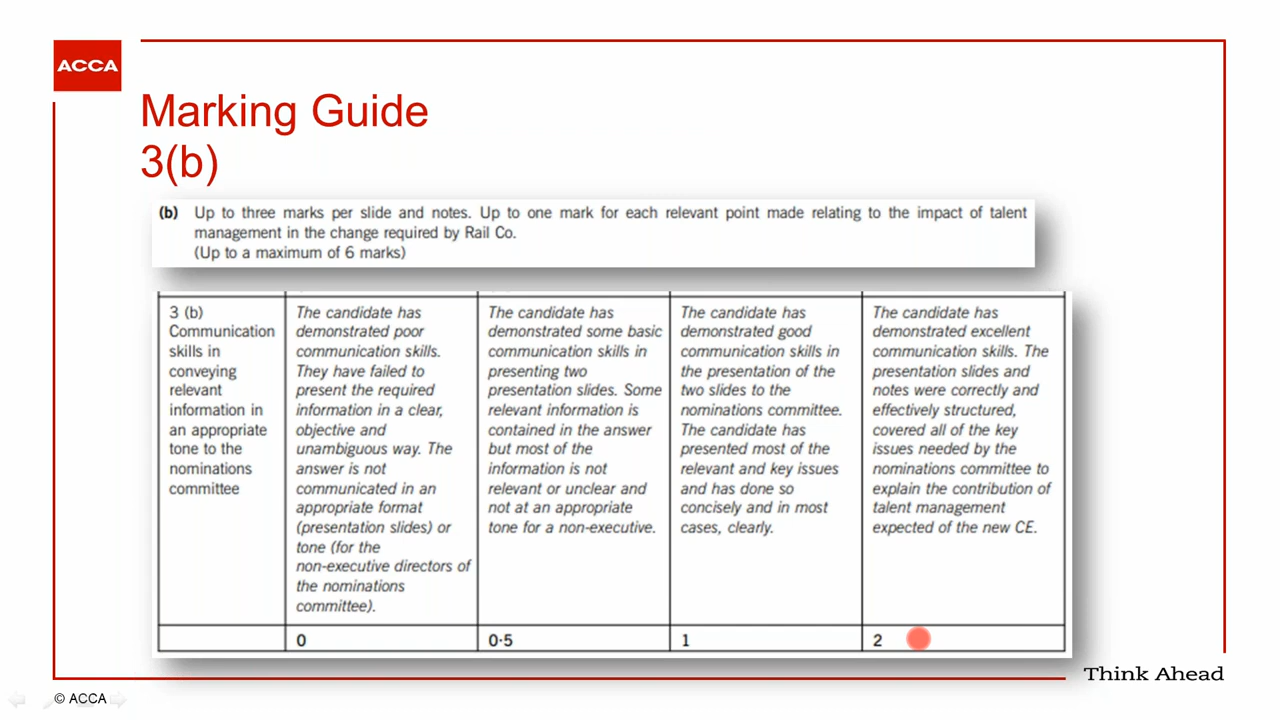 ACCA
Marking Guide
3(b)
(b) Up to three marks per slide and notes. Up to one mark for each relevant point made relating to the impact of talent
management in the change required by Rail Co.
(Up to a maximum of 6 marks)
3 (b)
Communication
skills in
conveying
relevant
information in
an appropriate
tone to the
nominations
committee
The candidate has
demonstrated poor
communication skills.
They have failed to
present the required
information in a clear,
objective and
unambiguous way. The
answer is not
communicated in an
appropriate format
(presentation slides) or
tone (for the
non-executive directors of
the nominations
committee).
The candidate has
demonstrated some basic
communication skills in
presenting two
presentation slides. Some
relevant information is
contained in the answer
but most of the
information is not
relevant or unclear and
not at an appropriate
tone for a non-executive.
The candidate has
demonstrated good
communication skills in
the presentation of the
two slides to the
nominations committee.
The candidate has
presented most of the
relevant and key issues
and has done so
concisely and in most
cases, clearly.
The candidate has
demonstrated excellent
communication skills. The
presentation slides and
notes were correctly and
effectively structured,
covered all of the key
issues needed by the
nominations committee to
explain the contribution of
talent management
expected of the new CE.
0
0·5
1
2
Think Ahead
© ACCA